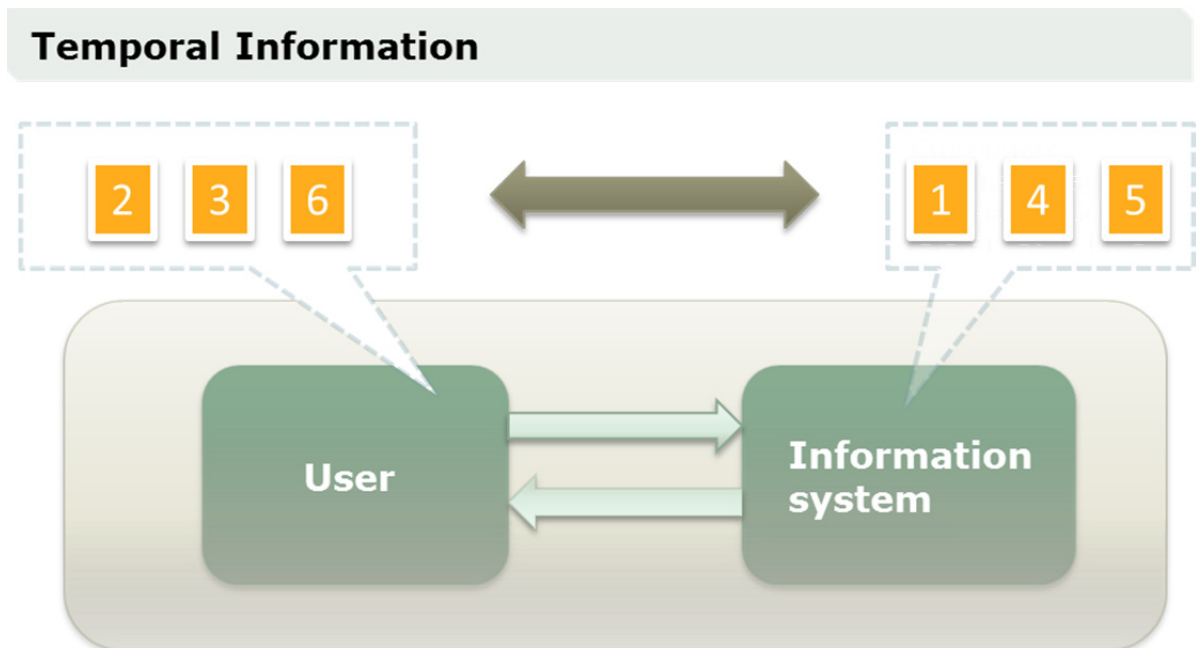 Temporal Information
2 3 6
1 4 5
User
Information
system